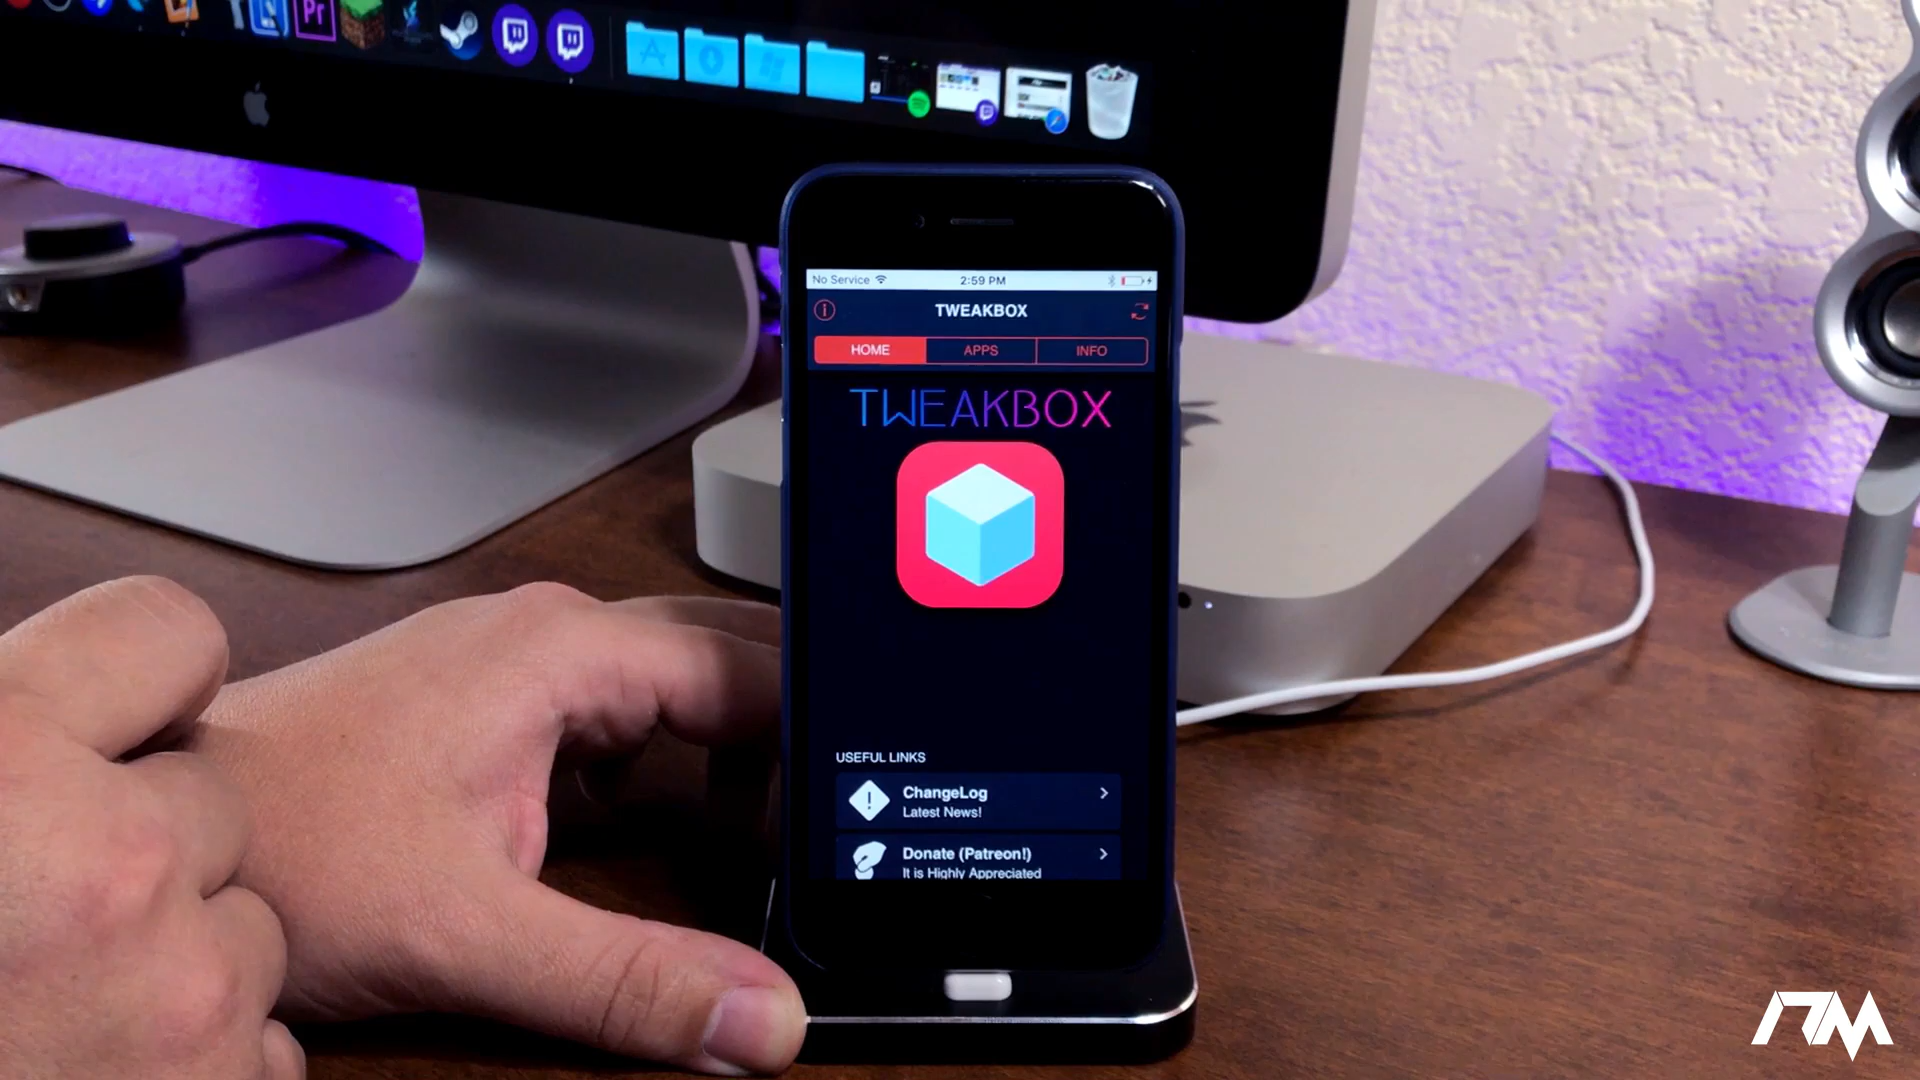 Pr
No Service
2:59 PM
TWEAKBOX
HOME
APPS
INFO
TWEAKBOX
USEFUL LINKS
ChangeLog
Latest News!
Donate (Patreon!)
It is Highly Appreciated